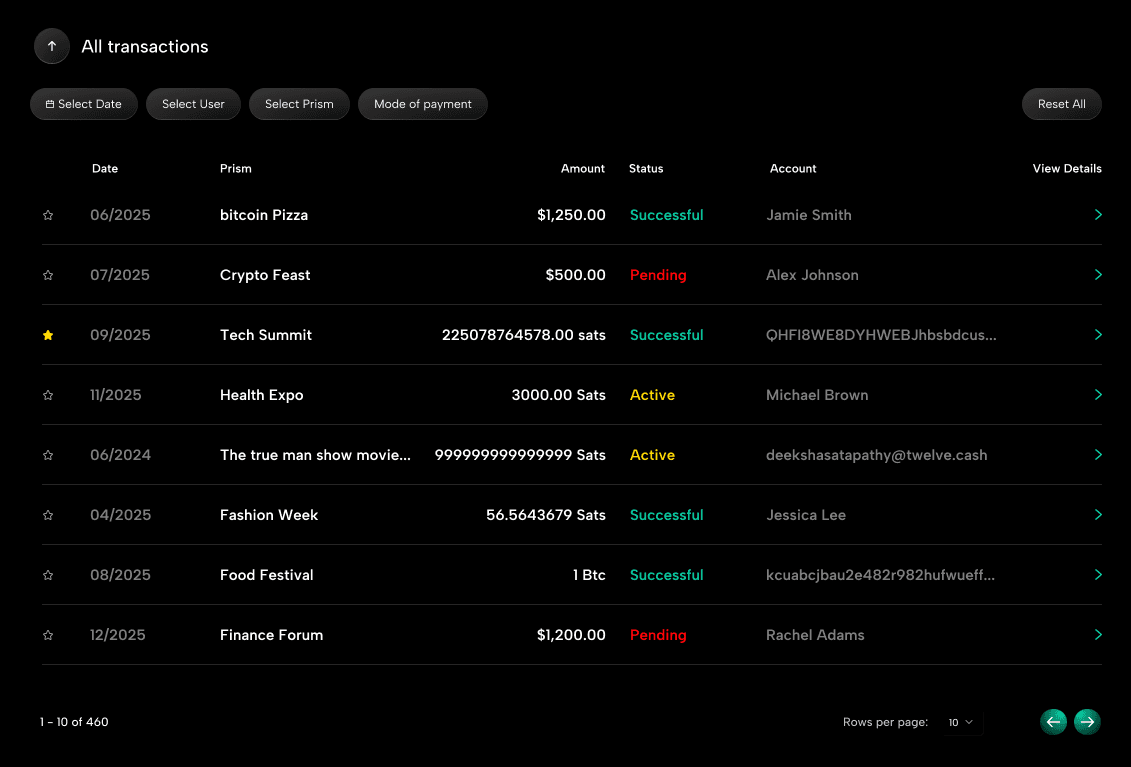 All transactions
Select Date Select User Select Prism Mode of payment Reset All
Date Prism Amount Status Account View Details
06/2025 bitcoin Pizza $1,250.00 Successful Jamie Smith
07/2025 Crypto Feast $500.00 Pending Alex Johnson
09/2025 Tech Summit 225078764578.00 sats Successful QHFI8WE8DYHWEBJhbsbdcus...
11/2025 Health Expo 3000.00 Sats Active Michael Brown
06/2024 The true man show movie... 999999999999999 Sats Active deekshasatapathy@twelve.cash
04/2025 Fashion Week 56.5643679 Sats Successful Jessica Lee
08/2025 Food Festival 1 Btc Successful kcuabcjbau2e482r982hufwueff...
12/2025 Finance Forum $1,200.00 Pending Rachel Adams
1 - 10 of 460 Rows per page: 10